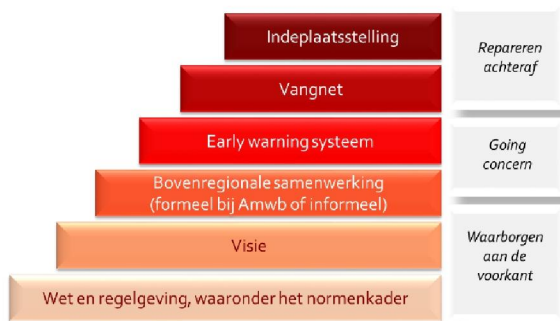 Indeplaatsstelling
Vangnet
Early warning systeem
Bovenregionale samenwerking
(formeel bij Amwb of informeel)
Visie
Wet en regelgeving, waaronder het normenkader
Repareren
achteraf
Going
concern
Waarborgen
aan de
voorkant